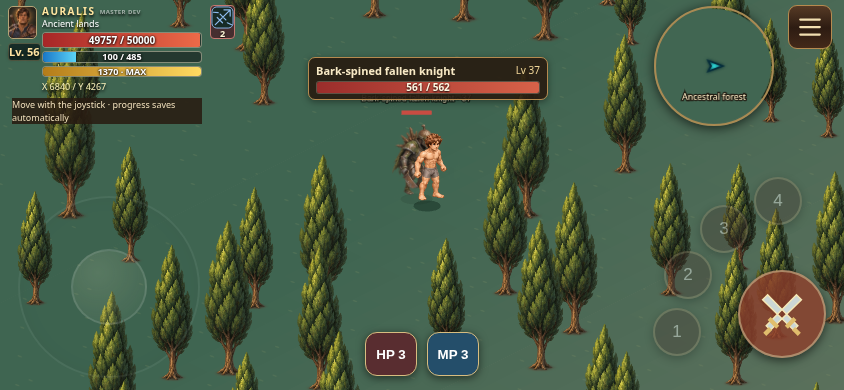 AURALIS MASTER DEV
Ancient lands
49757 / 50000
Lv. 56
100 / 485
1370 - MAX
X 6840 / Y 4267
Move with the joystick · progress saves
automatically
2
Bark-spined fallen knight Lv 37
561 / 562
Ancestral forest
4
3
2
1
HP 3
MP 3